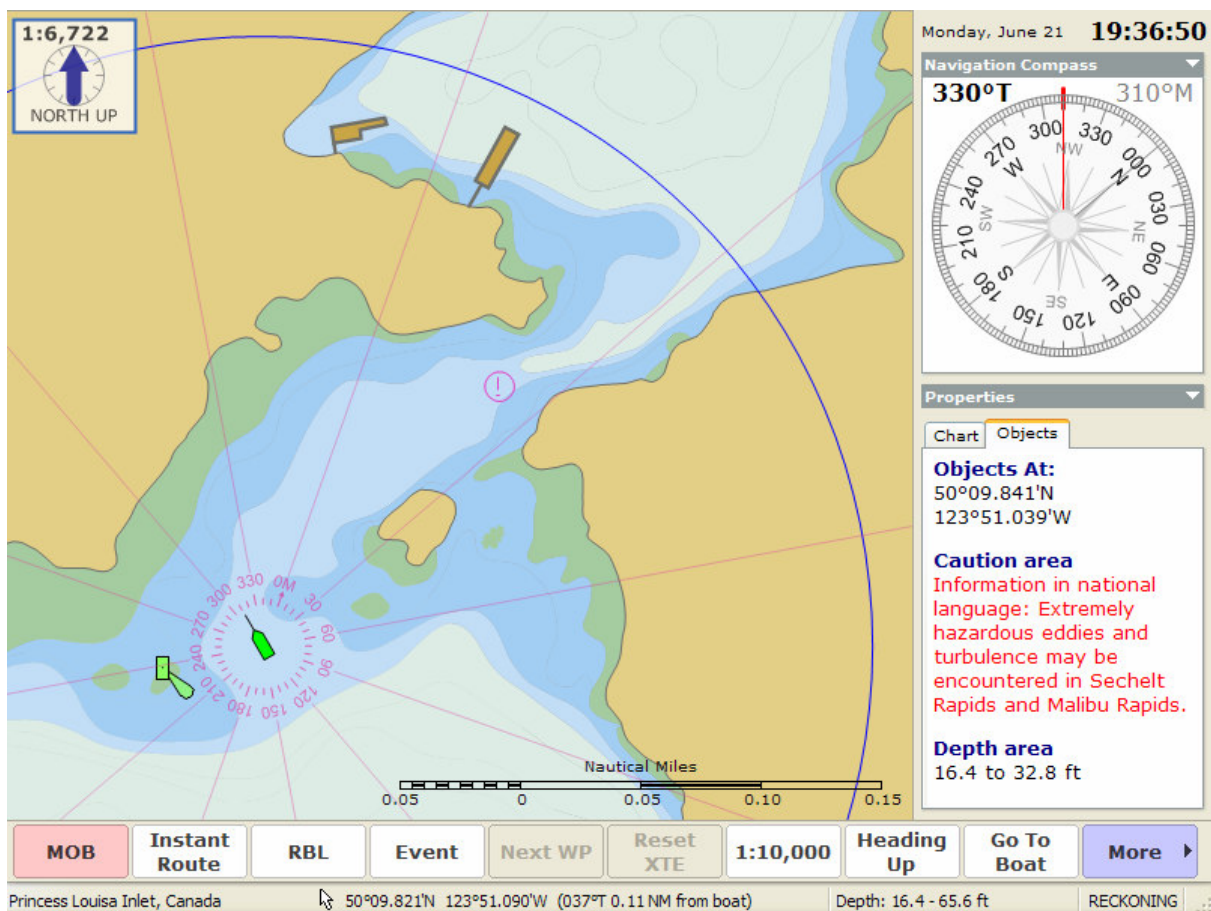 1:6,722
NORTH UP
330 0M 30 60 90 120 150 180 210 240 270 300
Nautical Miles
0.05 0 0.05 0.10 0.15
Monday, June 21 19:36:50
Navigation Compass
330°T 310°M
300 330 000 030 060 090 120 150 180 210 240 270
NW N NE E SE S SW W
Properties
Chart Objects
Objects At:
50°09.841'N
123°51.039'W
Caution area
Information in national
language: Extremely
hazardous eddies and
turbulence may be
encountered in Sechelt
Rapids and Malibu Rapids.
Depth area
16.4 to 32.8 ft
MOB
Instant
Route
RBL
Event
Next WP
Reset
XTE
1:10,000
Heading
Up
Go To
Boat
More
Princess Louisa Inlet, Canada 50°09.821'N 123°51.090'W (037°T 0.11 NM from boat) Depth: 16.4 - 65.6 ft RECKONING